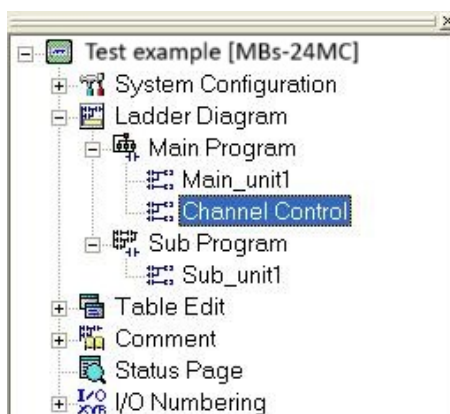 Test example [MBs-24MC]
System Configuration
Ladder Diagram
Main Program
Main_unit1
Channel Control
Sub Program
Sub_unit1
Table Edit
Comment
Status Page
I/O Numbering